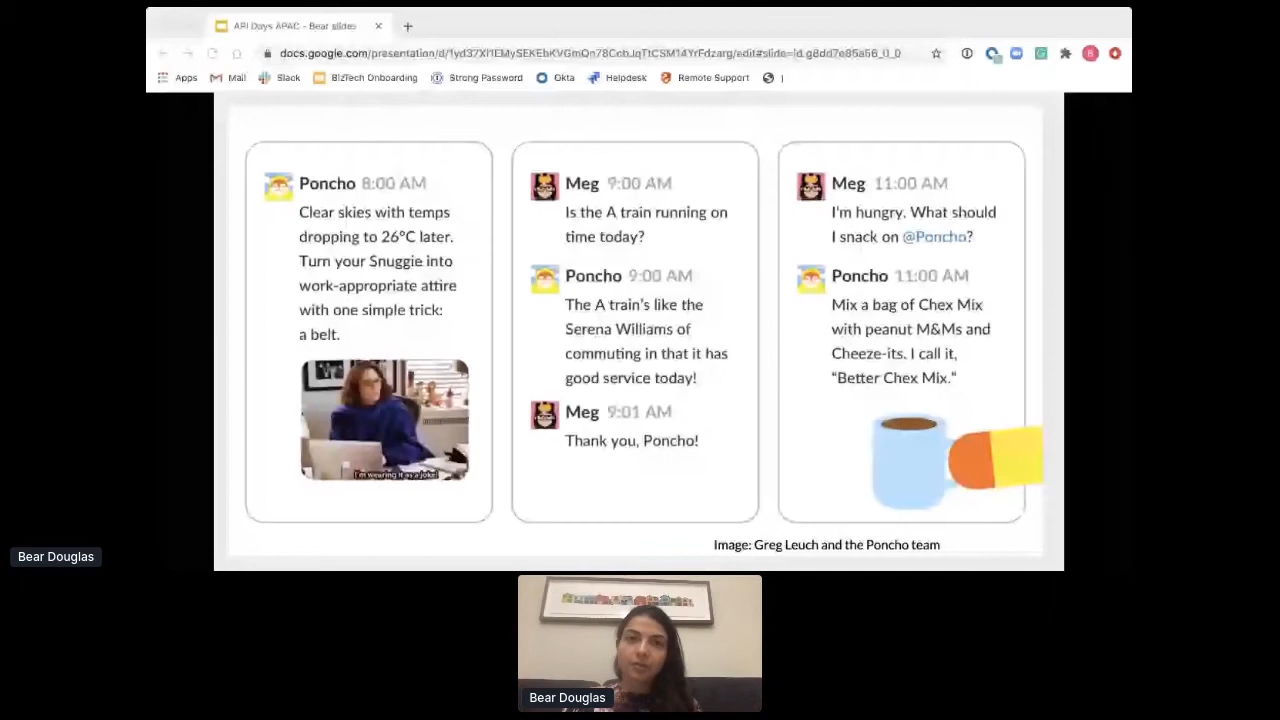 API Days APAC - Bear slides
Apps
Mail
Slack
BizTech Onboarding
Strong Password
Okta
Helpdesk
Remote Support
Poncho 8:00 AM
Clear skies with temps
dropping to 26°C later.
Turn your Snuggie into
work-appropriate attire
with one simple trick:
a belt.
I'm wearing it as a joke!
Meg 9:00 AM
Is the A train running on
time today?
Poncho 9:00 AM
The A train's like the
Serena Williams of
commuting in that it has
good service today!
Meg 9:01 AM
Thank you, Poncho!
Meg 11:00 AM
I'm hungry. What should
I snack on @Poncho?
Poncho 11:00 AM
Mix a bag of Chex Mix
with peanut M&Ms and
Cheeze-its. I call it,
"Better Chex Mix."
Image: Greg Leuch and the Poncho team
Bear Douglas
Bear Douglas